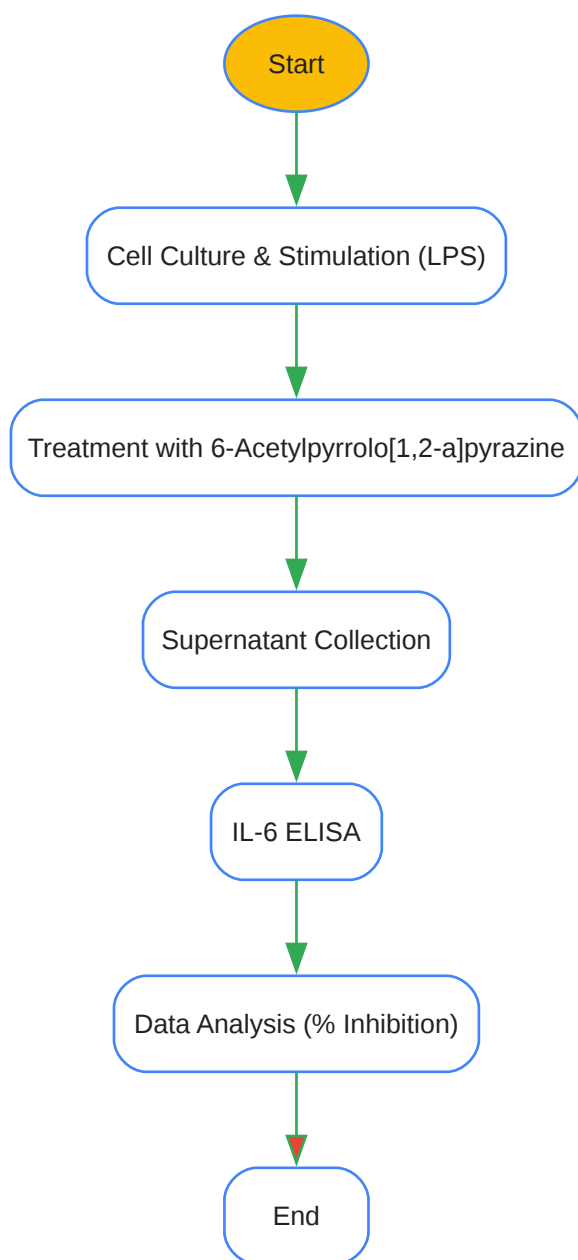 Start
Cell Culture & Stimulation (LPS)
Treatment with 6-Acetylpyrrolo[1,2-a]pyrazine
Supernatant Collection
IL-6 ELISA
Data Analysis (% Inhibition)
End